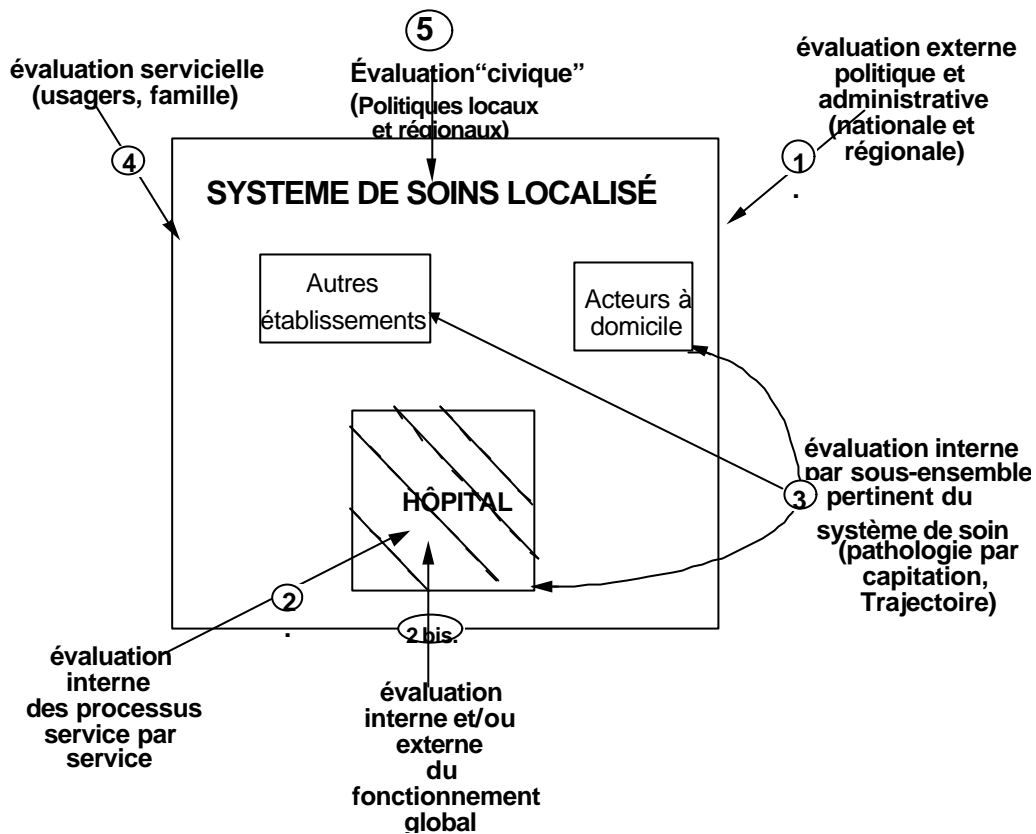 5
Évaluation“civique”
(Politiques locaux
et régionaux)
évaluation servicielle
(usagers, famille)
4
évaluation externe
politique et
administrative
(nationale et
régionale)
1
.
SYSTEME DE SOINS LOCALISÉ
Autres
établissements
Acteurs à
domicile
HÔPITAL
évaluation interne
par sous-ensemble
3
pertinent du
système de soin
(pathologie par
capitation,
Trajectoire)
2
.
2 bis.
évaluation
interne
des processus
service par
service
évaluation
interne et/ou
externe
du
fonctionnement
global